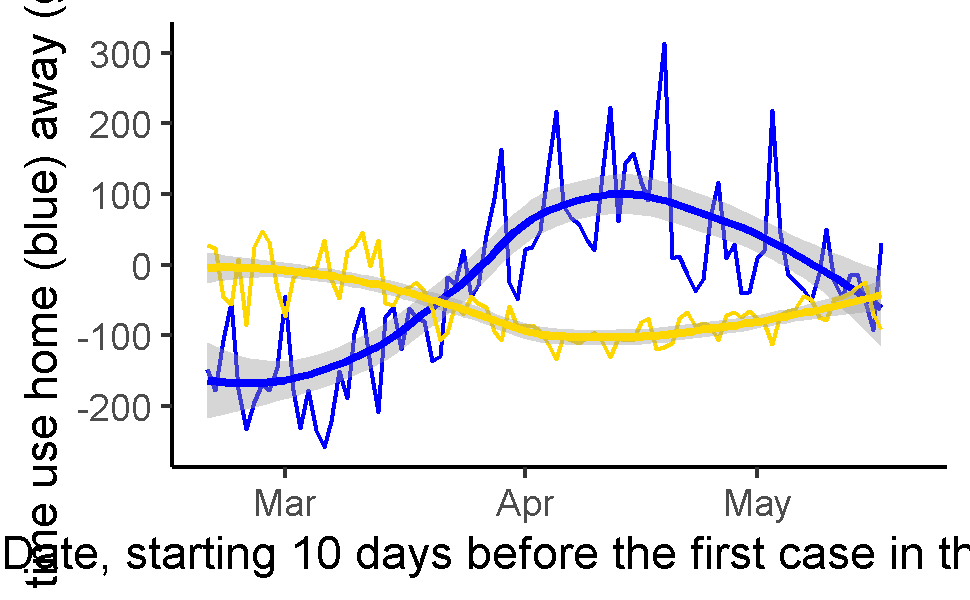 time use home (blue) away (
300
200
100
0
-100
-200
Mar Apr May
Date, starting 10 days before the first case in th